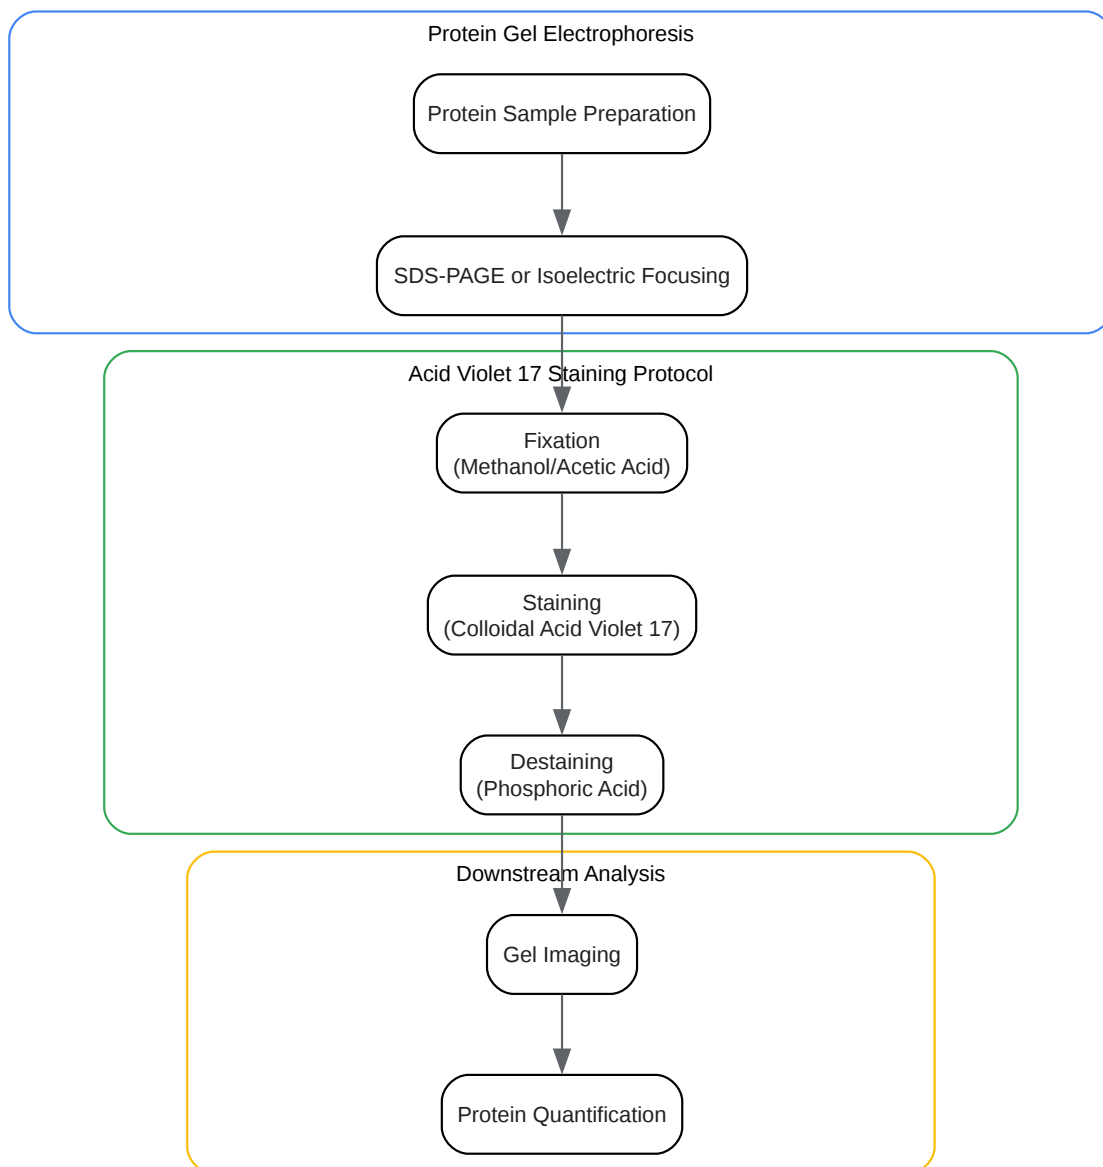 Protein Gel Electrophoresis
Protein Sample Preparation
SDS-PAGE or Isoelectric Focusing
Acid Violet 17 Staining Protocol
Fixation
(Methanol/Acetic Acid)
Staining
(Colloidal Acid Violet 17)
Destaining
(Phosphoric Acid)
Downstream Analysis
Gel Imaging
Protein Quantification